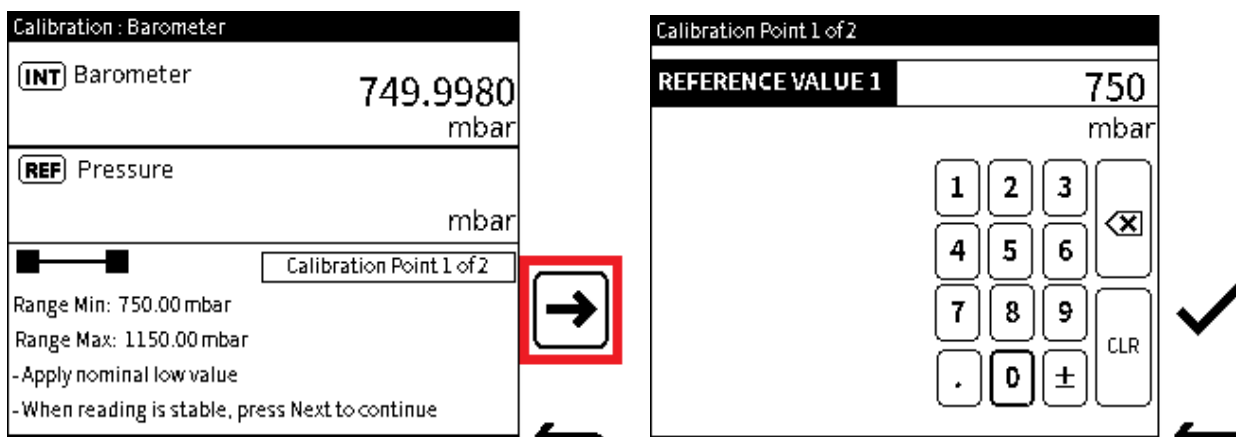 Calibration : Barometer
INT Barometer
749.9980
mbar
REF Pressure
mbar
Calibration Point 1 of 2
Range Min: 750.00 mbar
Range Max: 1150.00 mbar
- Apply nominal low value
- When reading is stable, press Next to continue
Calibration Point 1 of 2
REFERENCE VALUE 1 750
mbar
1 2 3
4 5 6
7 8 9
CLR
. 0 ±